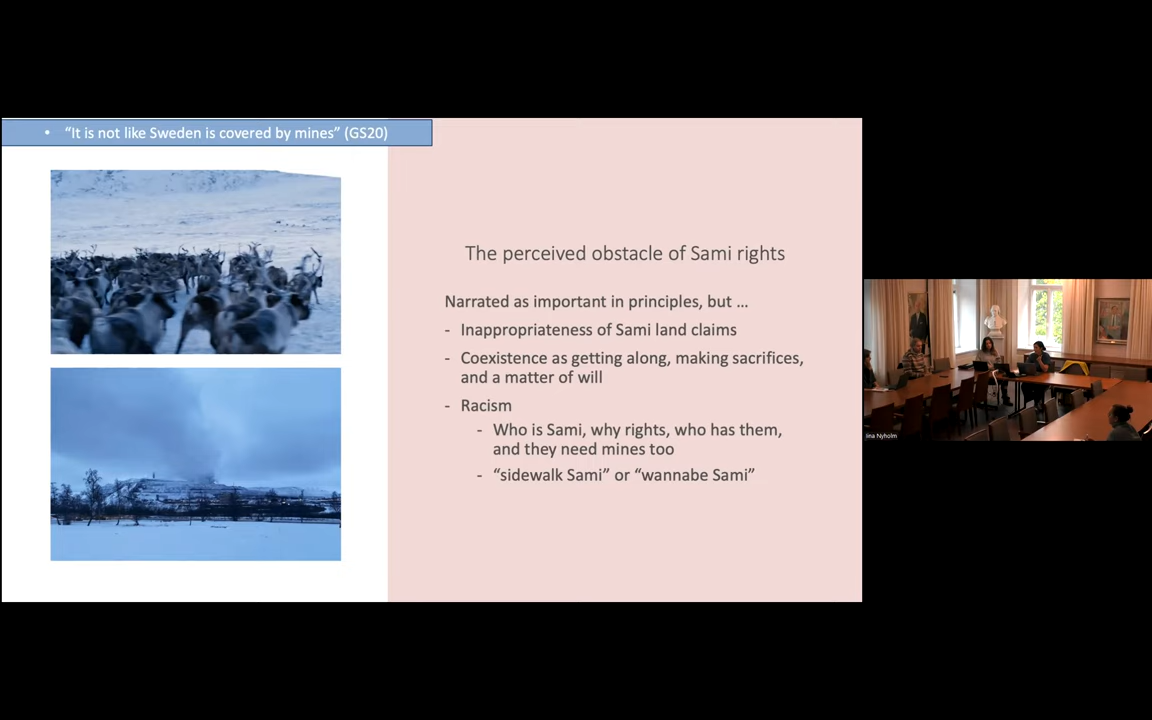 • “It is not like Sweden is covered by mines” (GS20)
The perceived obstacle of Sami rights
Narrated as important in principles, but ...
- Inappropriateness of Sami land claims
- Coexistence as getting along, making sacrifices,
and a matter of will
- Racism
- Who is Sami, why rights, who has them,
and they need mines too
- “sidewalk Sami” or “wannabe Sami”
Iina Nyholm